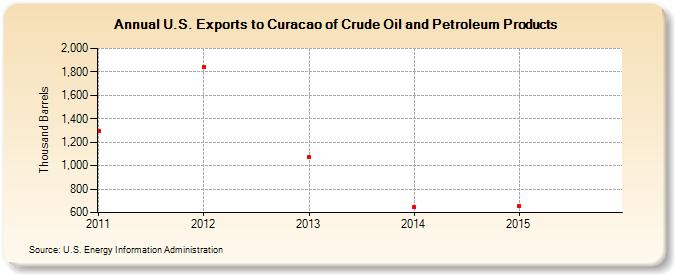 Annual U.S. Exports to Curacao of Crude Oil and Petroleum Products
Thousand Barrels
2,000
1,800
1,600
1,400
1,200
1,000
800
600
2011 2012 2013 2014 2015
Source: U.S. Energy Information Administration